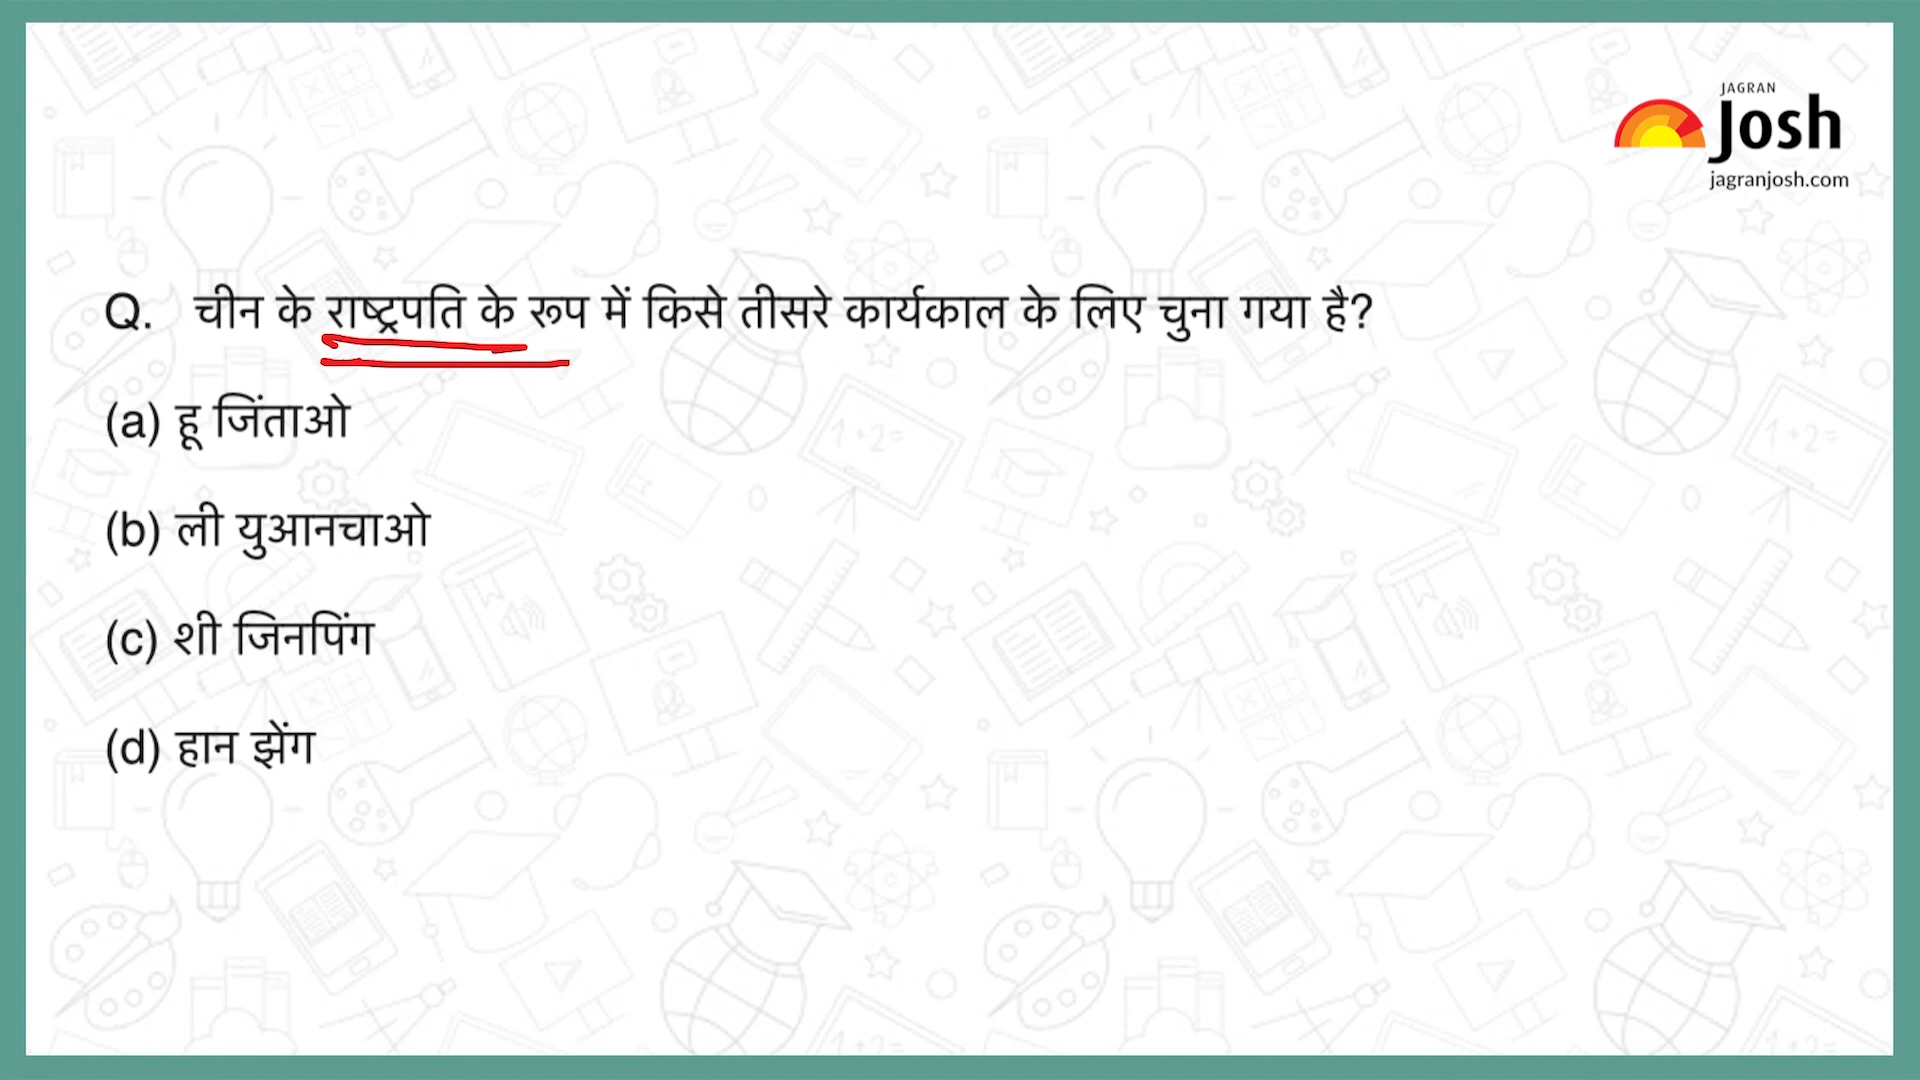 JAGRAN
Josh
jagranjosh.com
Q. चीन के राष्ट्रपति के रूप में किसे तीसरे कार्यकाल के लिए चुना गया है?
(a) हू जिंताओ
(b) ली युआनचाओ
(c) शी जिनपिंग
(d) हान झेंग